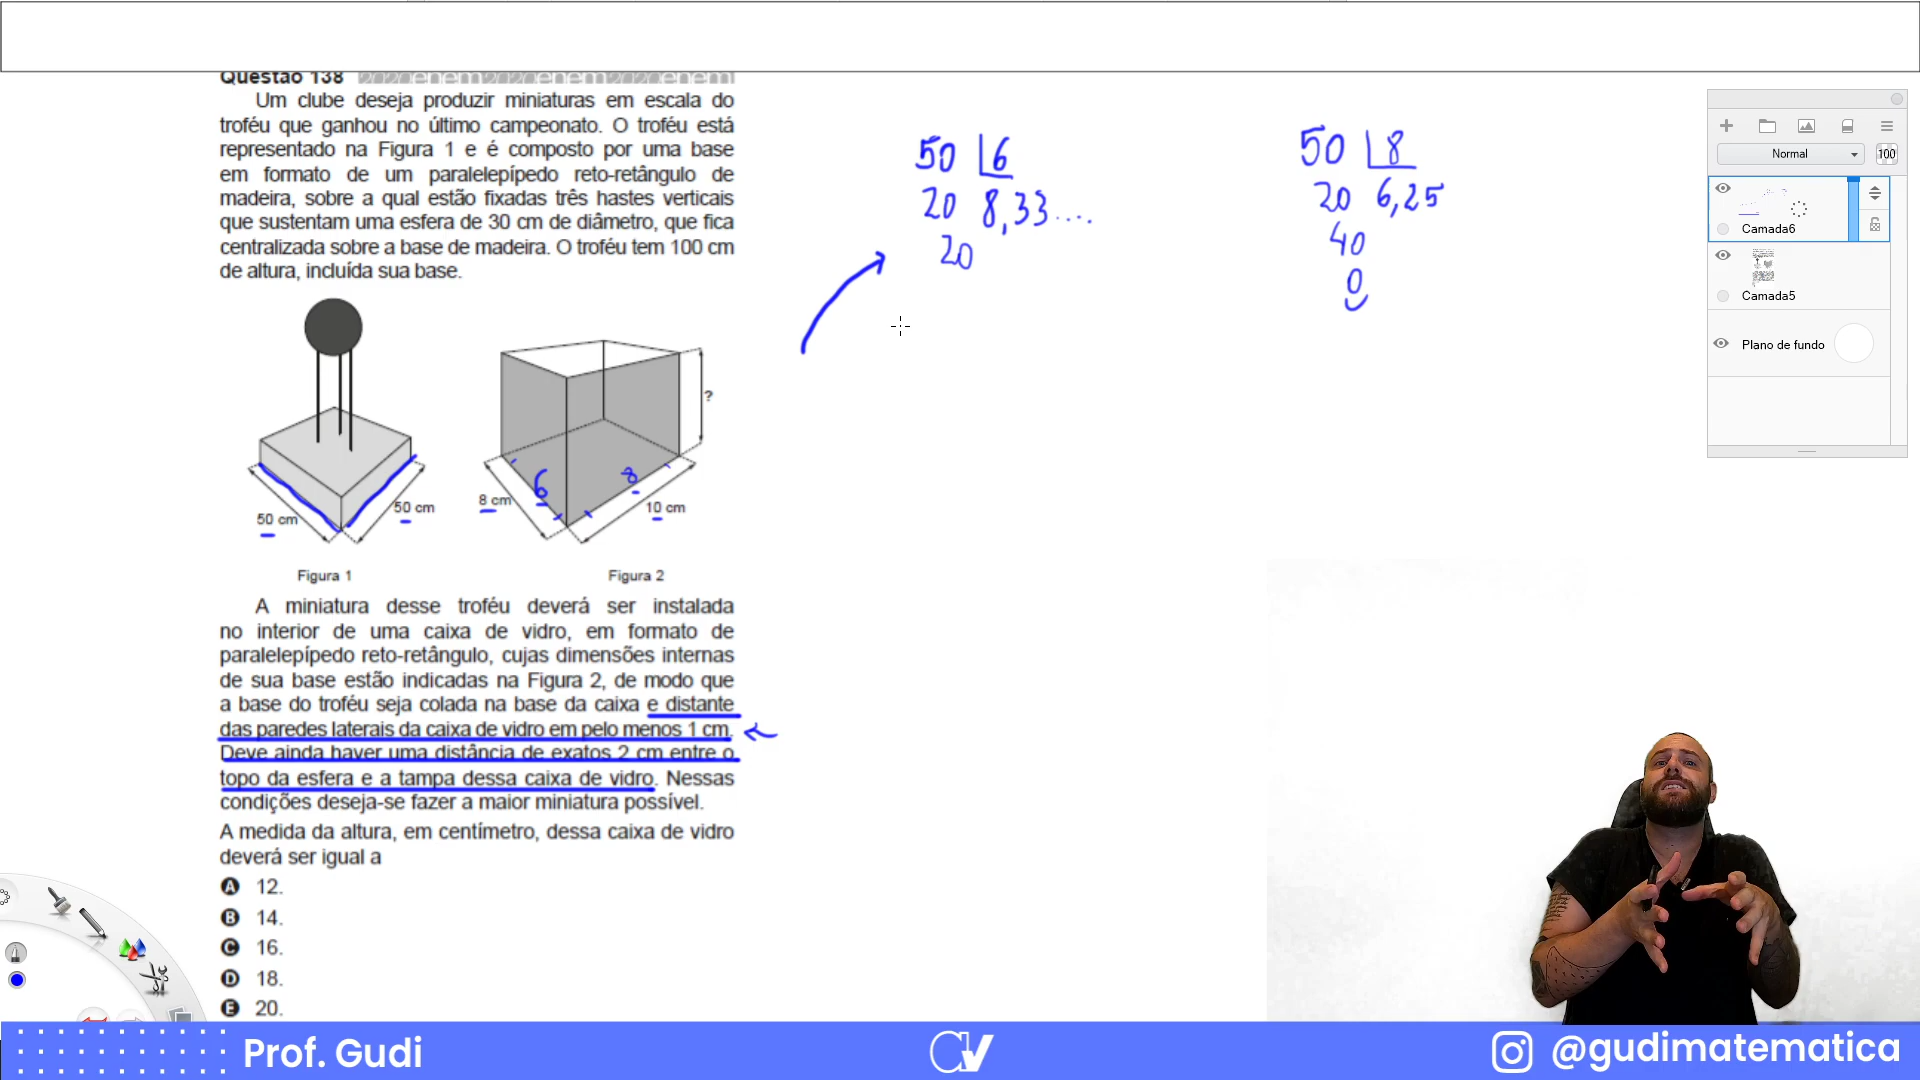 Questão 138
Um clube deseja produzir miniaturas em escala do
troféu que ganhou no último campeonato. O troféu está
representado na Figura 1 e é composto por uma base
em formato de um paralelepípedo reto-retângulo de
madeira, sobre a qual estão fixadas três hastes verticais
que sustentam uma esfera de 30 cm de diâmetro, que fica
centralizada sobre a base de madeira. O troféu tem 100 cm
de altura, incluída sua base.
?
6
8
50 cm
50 cm
8 cm
10 cm
Figura 1
Figura 2
A miniatura desse troféu deverá ser instalada
no interior de uma caixa de vidro, em formato de
paralelepípedo reto-retângulo, cujas dimensões internas
de sua base estão indicadas na Figura 2, de modo que
a base do troféu seja colada na base da caixa e distante
das paredes laterais da caixa de vidro em pelo menos 1 cm.
Deve ainda haver uma distância de exatos 2 cm entre o
topo da esfera e a tampa dessa caixa de vidro. Nessas
condições deseja-se fazer a maior miniatura possível.
A medida da altura, em centímetro, dessa caixa de vidro
deverá ser igual a
A 12.
B 14.
C 16.
D 18.
E 20.
50 6
20 8,33....
20
50 8
20 6,25
40
0
Normal 100
Camada6
Camada5
Plano de fundo
Prof. Gudi
@gudimatematica